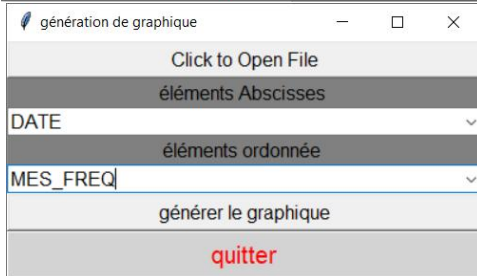 génération de graphique
Click to Open File
éléments Abscisses
DATE
éléments ordonnée
MES_FREQ
générer le graphique
quitter